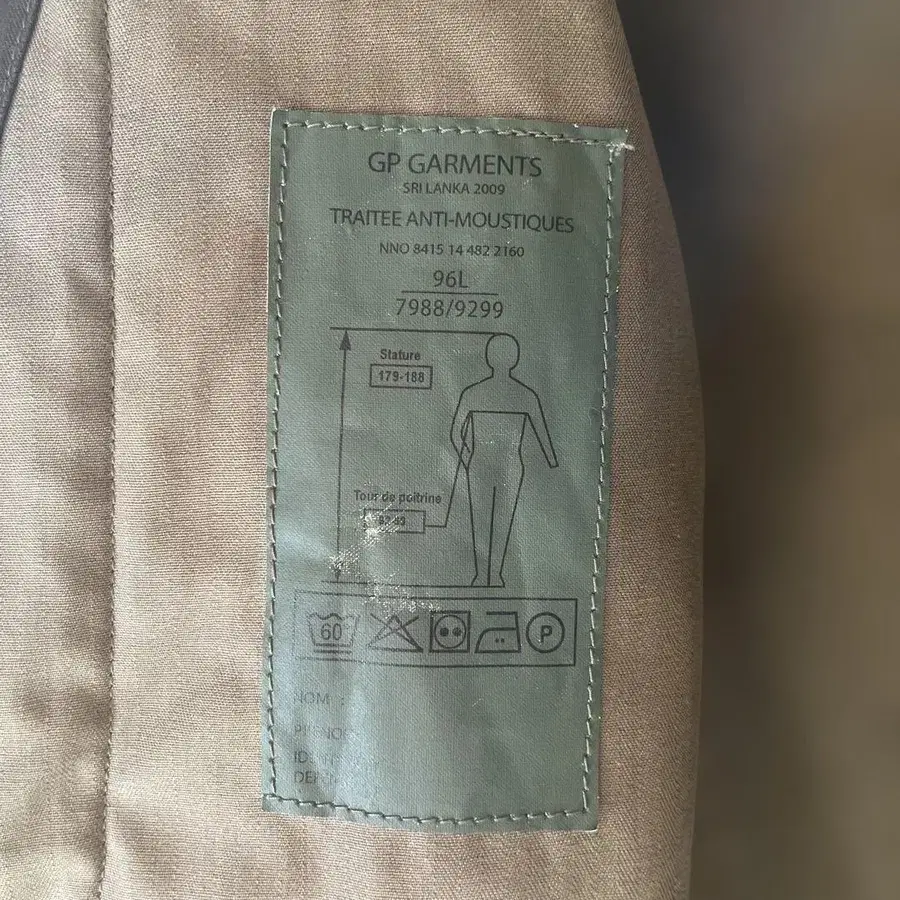 GP GARMENTS
SRI LANKA 2009
TRAITEE ANTI-MOUSTIQUES
NNO 8415 14 482 2160
96L
7988/9299
Stature
179-188
Tour de poitrine
60
P
NOM :